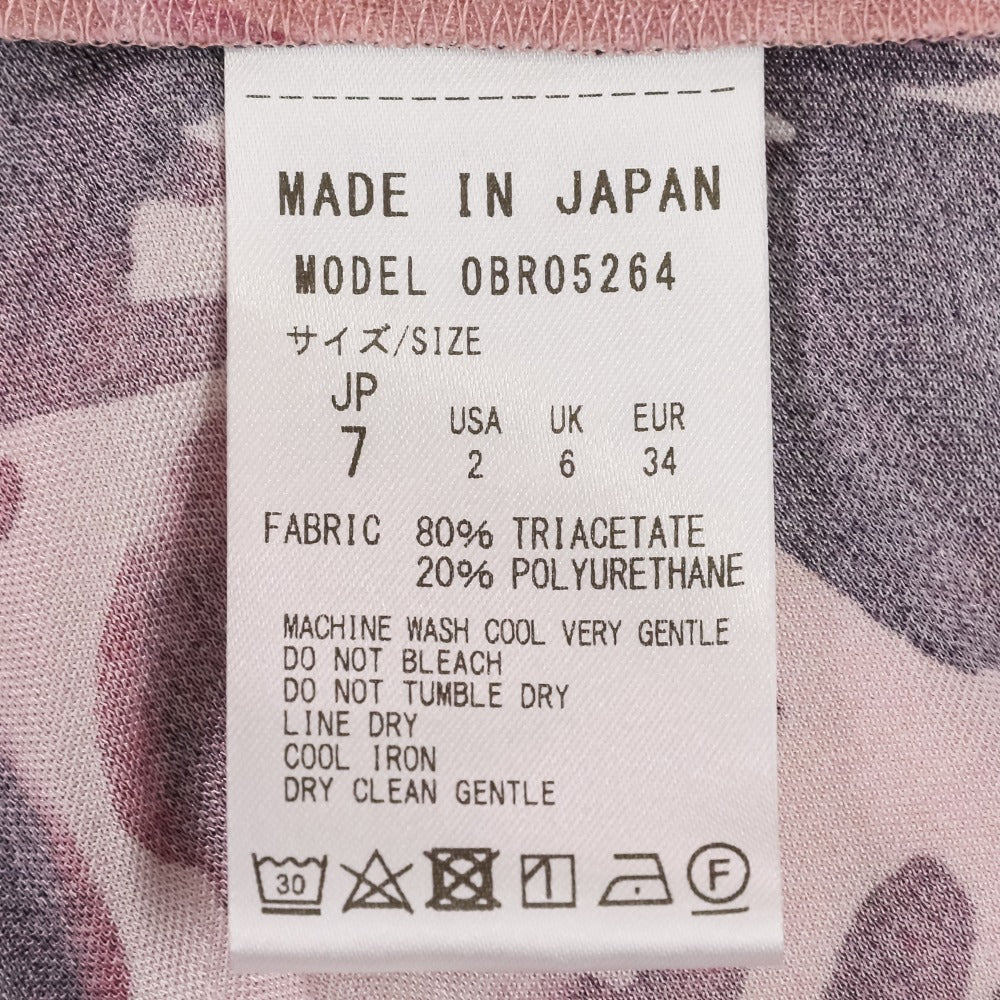 MADE IN JAPAN
MODEL OBR05264
サイズ/SIZE
JP USA UK EUR
7 2 6 34
FABRIC 80% TRIACETATE
20% POLYURETHANE
MACHINE WASH COOL VERY GENTLE
DO NOT BLEACH
DO NOT TUMBLE DRY
LINE DRY
COOL IRON
DRY CLEAN GENTLE
30 F